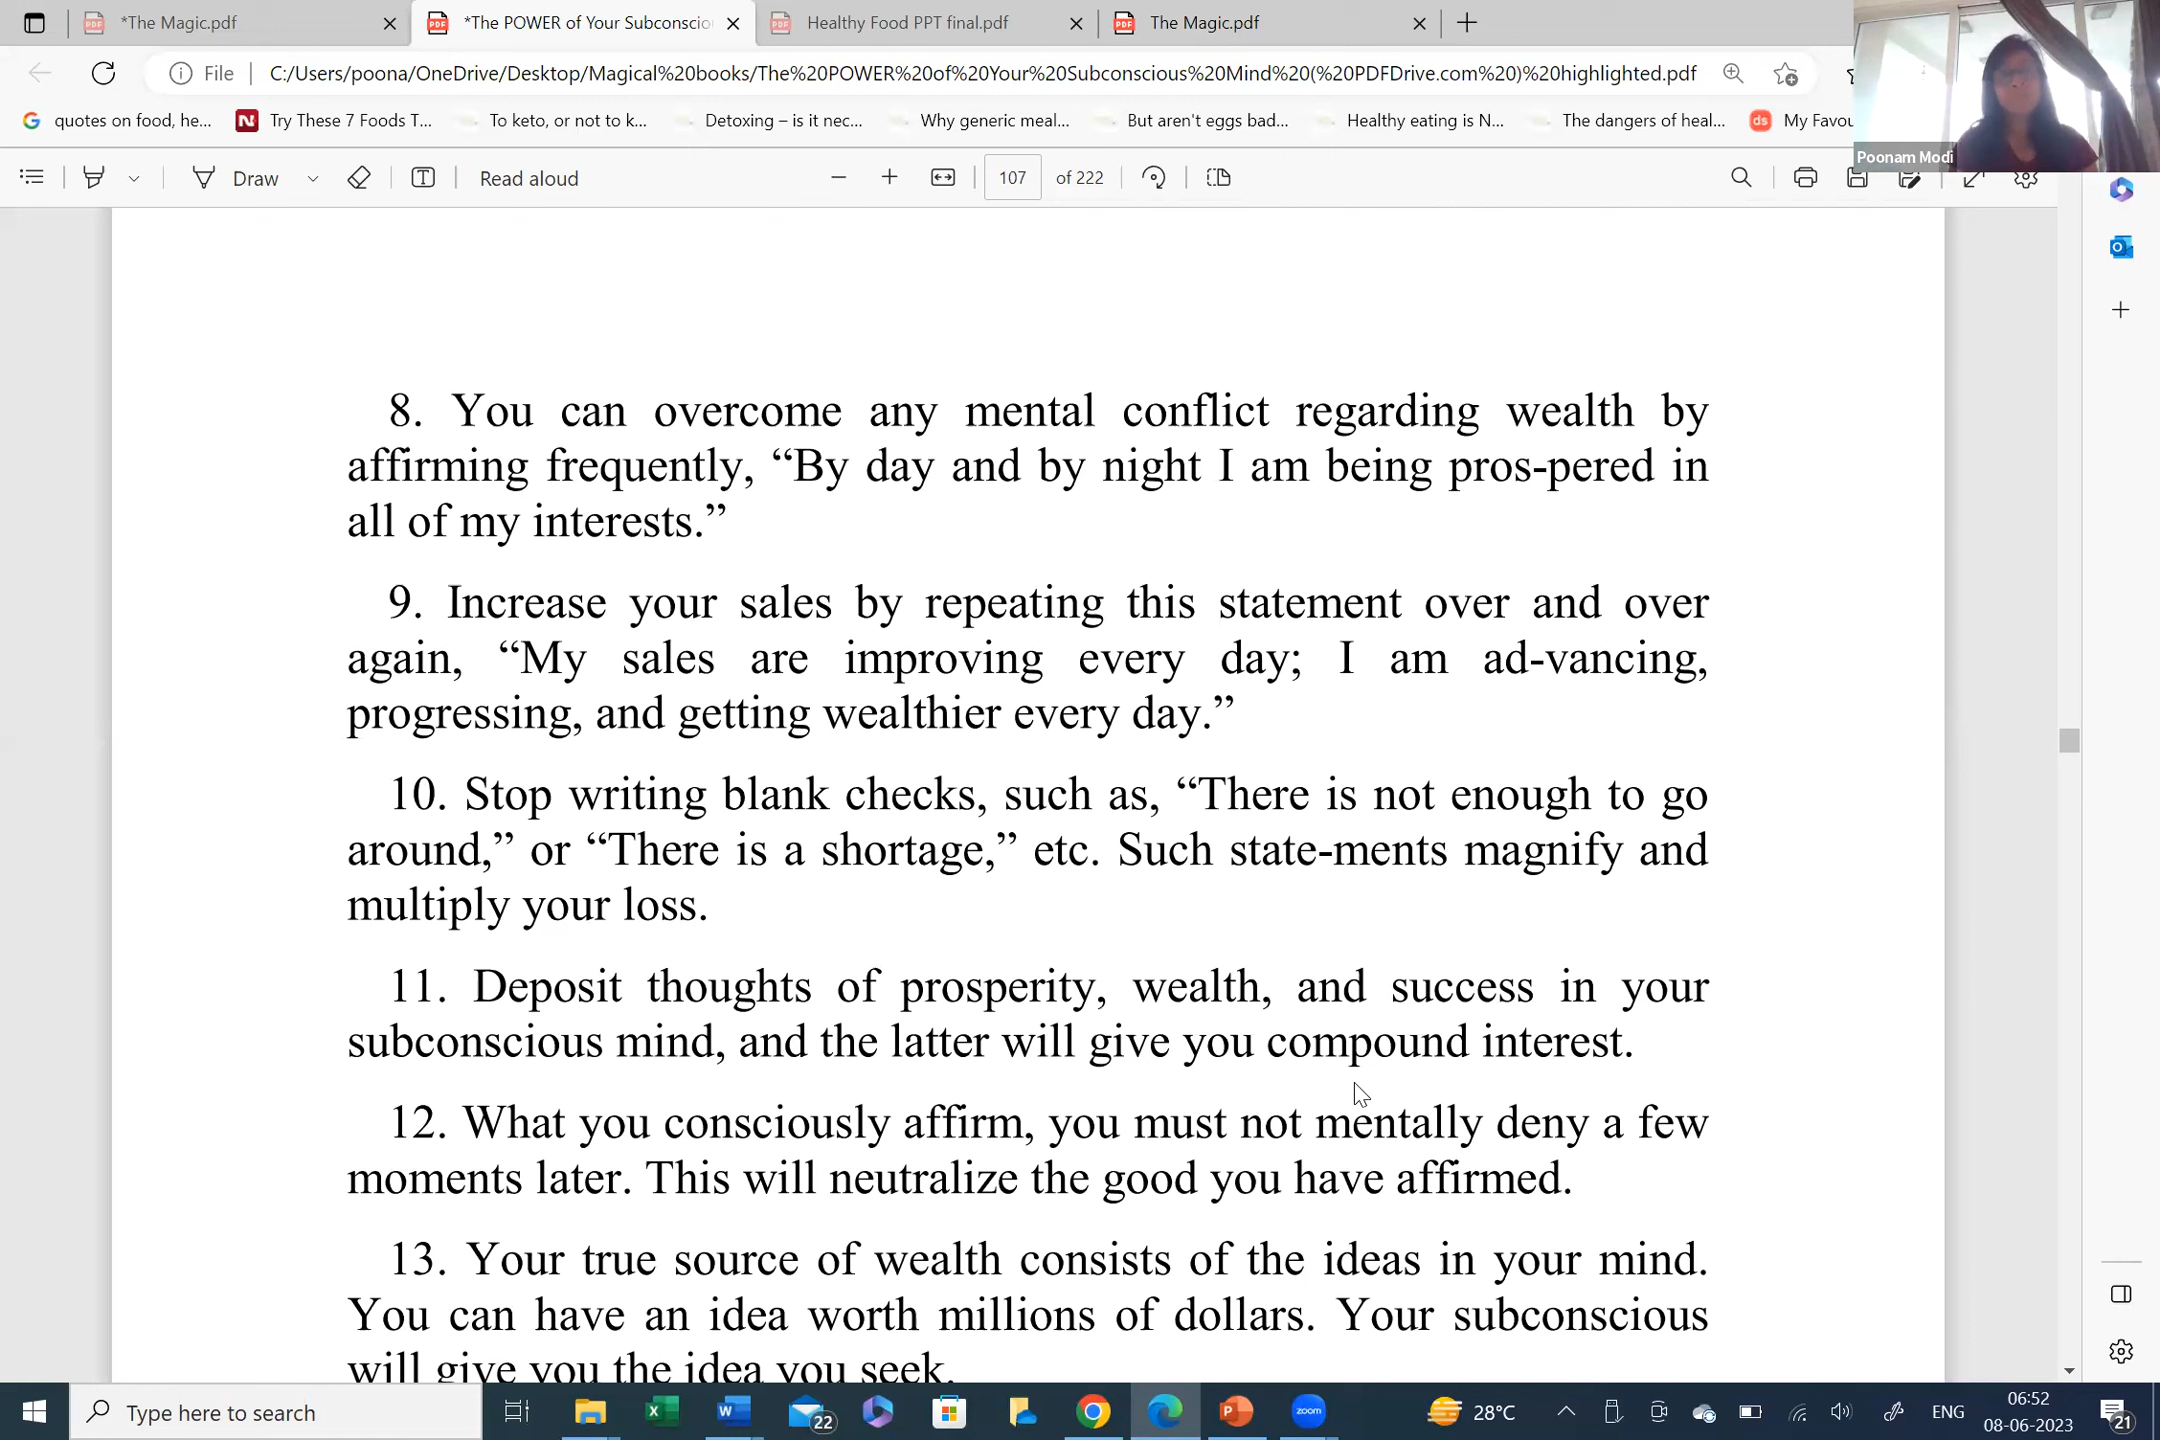 *The Magic.pdf
*The POWER of Your Subconscio
Healthy Food PPT final.pdf
The Magic.pdf
File
C:/Users/poona/OneDrive/Desktop/Magical%20books/The%20POWER%20of%20Your%20Subconscious%20Mind%20(%20PDFDrive.com%20)%20highlighted.pdf
quotes on food, he...
Try These 7 Foods T...
To keto, or not to k...
Detoxing – is it nec...
Why generic meal...
But aren't eggs bad...
Healthy eating is N...
The dangers of heal...
ds
My Favou
Poonam Modi
Draw
Read aloud
107
of 222
8. You can overcome any mental conflict regarding wealth by
affirming frequently, “By day and by night I am being pros-pered in
all of my interests.”
9. Increase your sales by repeating this statement over and over
again, “My sales are improving every day; I am ad-vancing,
progressing, and getting wealthier every day.”
10. Stop writing blank checks, such as, “There is not enough to go
around,” or “There is a shortage,” etc. Such state-ments magnify and
multiply your loss.
11. Deposit thoughts of prosperity, wealth, and success in your
subconscious mind, and the latter will give you compound interest.
12. What you consciously affirm, you must not mentally deny a few
moments later. This will neutralize the good you have affirmed.
13. Your true source of wealth consists of the ideas in your mind.
You can have an idea worth millions of dollars. Your subconscious
will give you the idea you seek.
Type here to search
22
zoom
28°C
ENG
06:52
08-06-2023
21